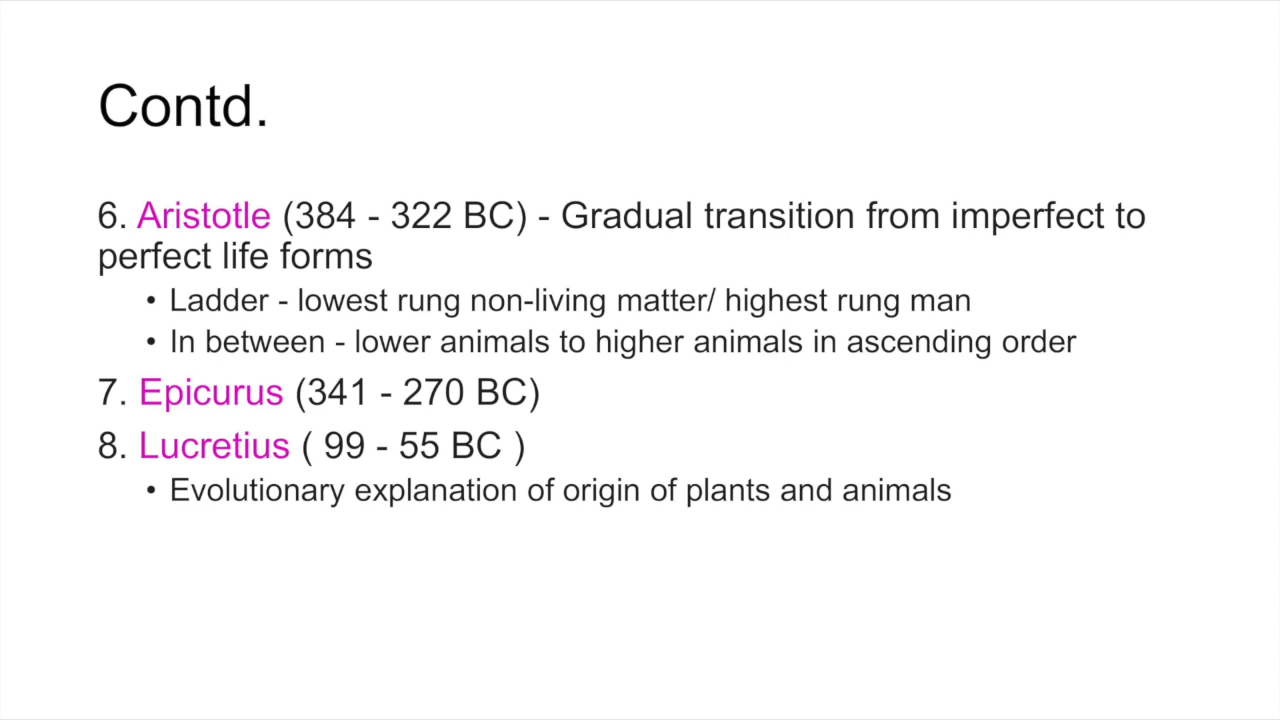 Contd.
6. Aristotle (384 - 322 BC) - Gradual transition from imperfect to
perfect life forms
• Ladder - lowest rung non-living matter/ highest rung man
• In between - lower animals to higher animals in ascending order
7. Epicurus (341 - 270 BC)
8. Lucretius ( 99 - 55 BC )
• Evolutionary explanation of origin of plants and animals